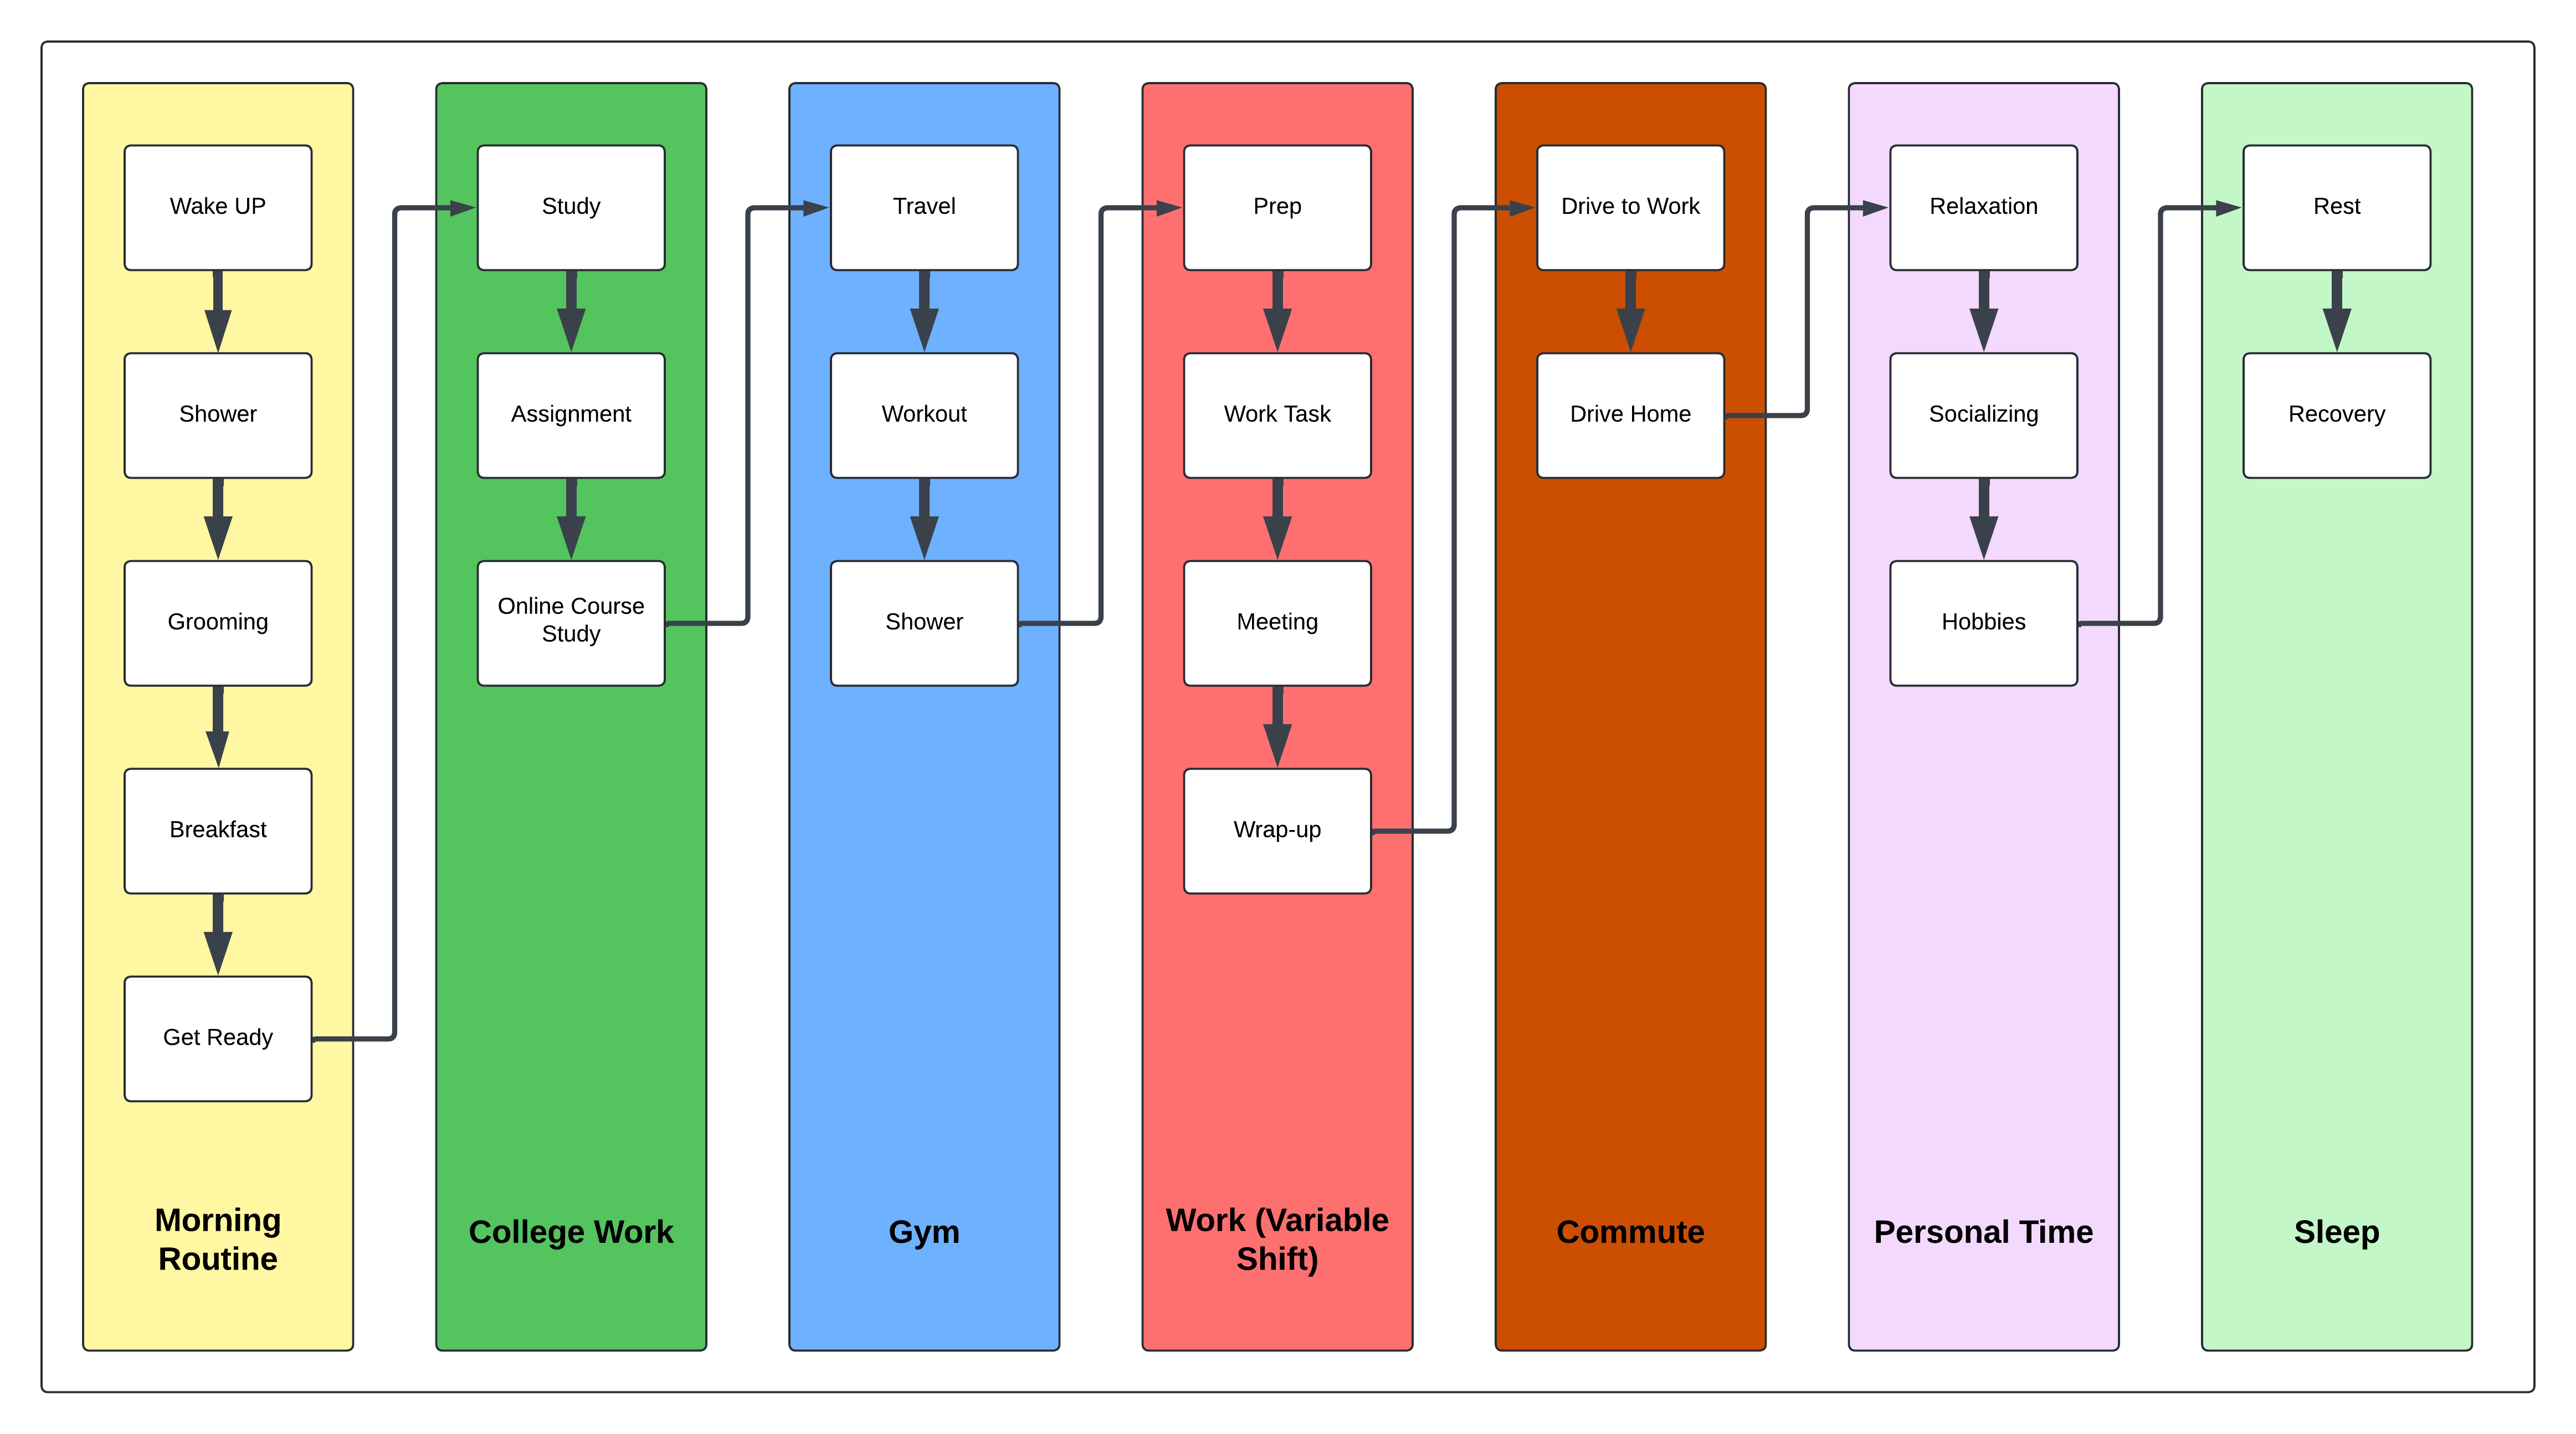 Wake UP
Shower
Grooming
Breakfast
Get Ready
Morning
Routine
Study
Assignment
Online Course
Study
College Work
Travel
Workout
Shower
Gym
Prep
Work Task
Meeting
Wrap-up
Work (Variable
Shift)
Drive to Work
Drive Home
Commute
Relaxation
Socializing
Hobbies
Personal Time
Rest
Recovery
Sleep